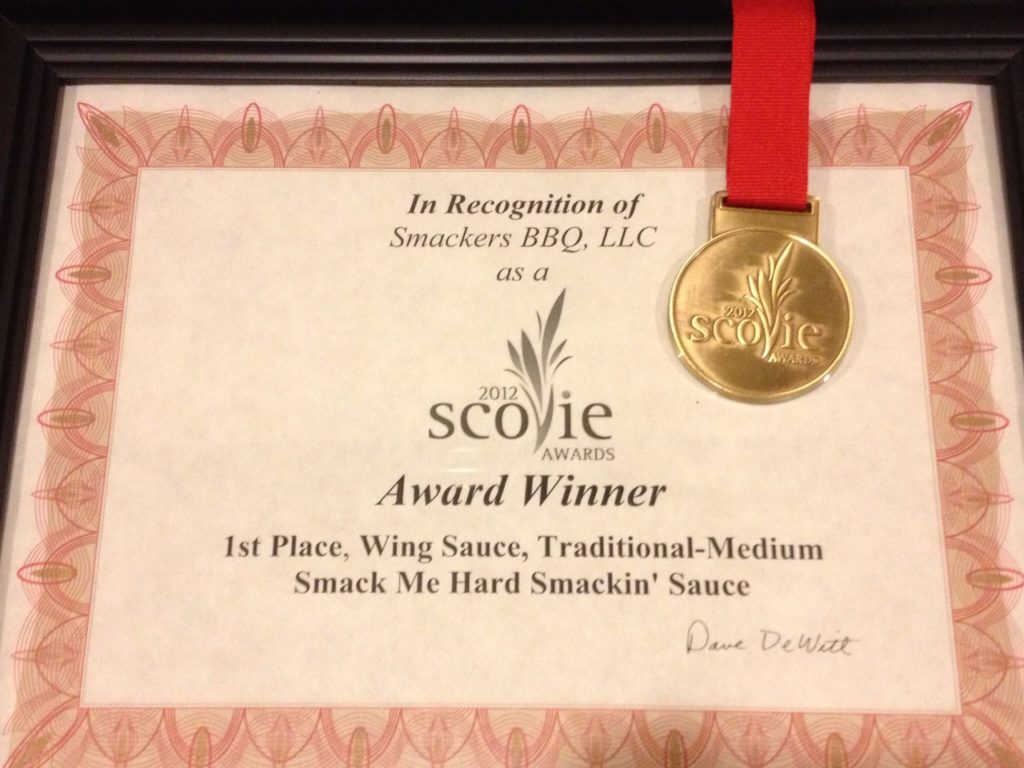 In Recognition of
Smackers BBQ, LLC
as a
2012
scovie
AWARDS
Award Winner
1st Place, Wing Sauce, Traditional-Medium
Smack Me Hard Smackin' Sauce
Dave DeWitt
2012
scovie
AWARDS